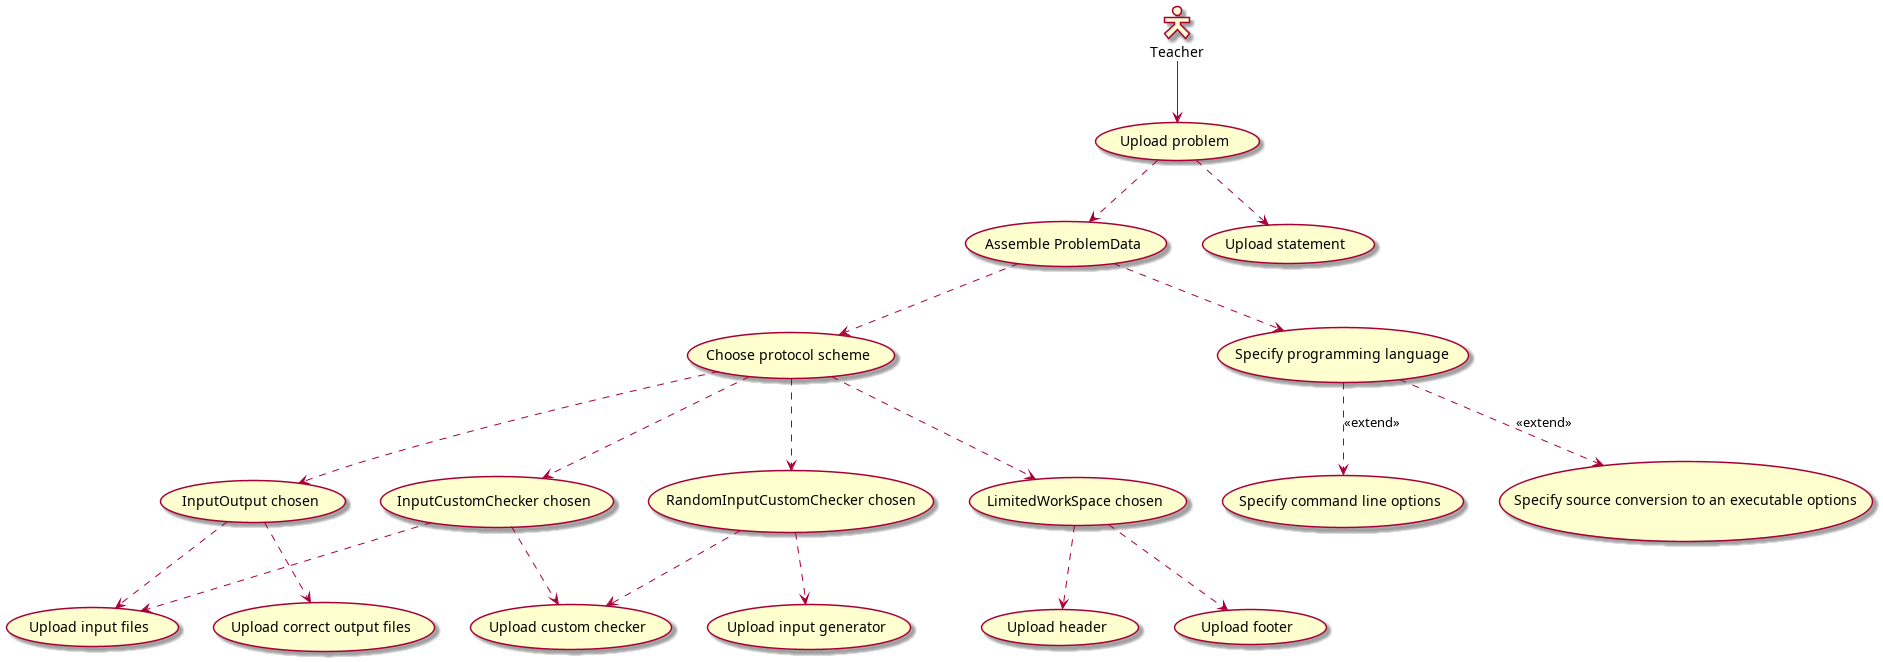 Teacher
Upload problem
Assemble ProblemData
Upload statement
Choose protocol scheme
Specify programming language
«extend»
«extend»
InputOutput chosen
InputCustomChecker chosen
RandomInputCustomChecker chosen
LimitedWorkSpace chosen
Specify command line options
Specify source conversion to an executable options
Upload input files
Upload correct output files
Upload custom checker
Upload input generator
Upload header
Upload footer